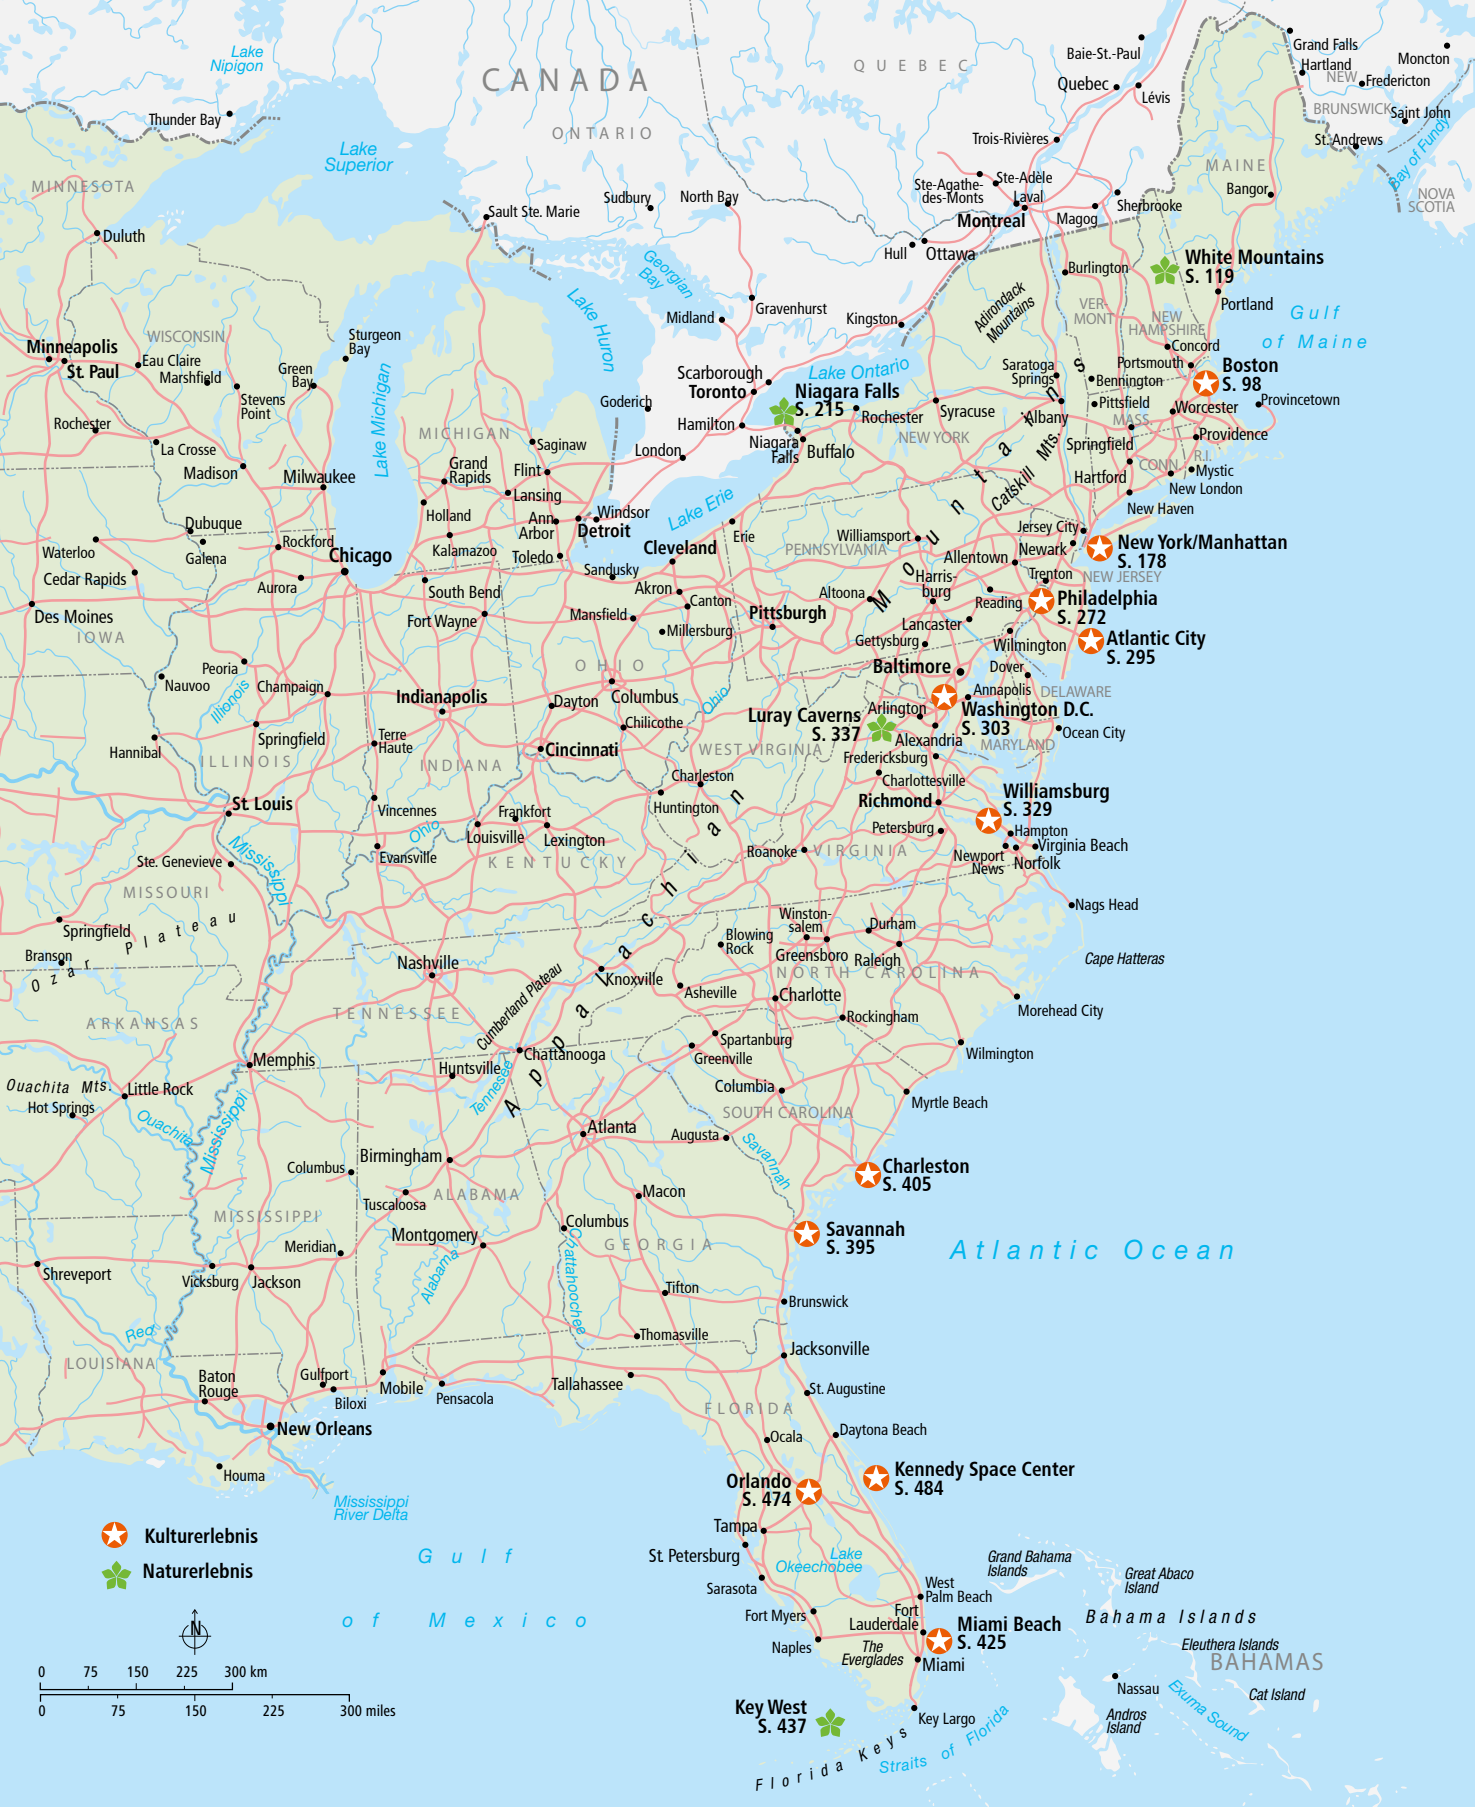 Lake
Nipigon
CANADA
QUEBEC
Baie-St.-Paul
Grand Falls
Moncton
Hartland
NEW
Fredericton
Quebec
Lévis
BRUNSWICK
Saint John
Thunder Bay
ONTARIO
Trois-Rivières
St. Andrews
Bay of Fundy
Lake
Superior
MAINE
MINNESOTA
Ste-Agathe-
des-Monts
Ste-Adèle
Laval
Bangor
NOVA
SCOTIA
Sudbury
North Bay
Sault Ste. Marie
Montreal
Magog
Sherbrooke
Duluth
Hull
Ottawa
Georgian
Bay
Burlington
White Mountains
S. 119
Lake Huron
Midland
Gravenhurst
Kingston
Adirondack
Mountains
VER-
MONT
NEW
HAMPSHIRE
Portland
Gulf
of Maine
WISCONSIN
Sturgeon
Bay
Minneapolis
St. Paul
Eau Claire
Marshfield
Green
Bay
Stevens
Point
Lake Michigan
Scarborough
Toronto
Lake Ontario
Niagara Falls
S. 215
Saratoga
Springs
Concord
Portsmouth
Bennington
Boston
S. 98
Rochester
La Crosse
Madison
Milwaukee
MICHIGAN
Goderich
Hamilton
London
Niagara
Falls
Buffalo
Rochester
Syracuse
NEW YORK
Albany
Pittsfield
MASS.
Worcester
Provincetown
Springfield
Providence
Saginaw
Flint
Grand
Rapids
Lansing
Holland
Ann
Arbor
Windsor
Detroit
Kalamazoo
Toledo
Lake Erie
Catskill Mts.
Hartford
CONN.
R.I.
Mystic
New London
New Haven
Dubuque
Waterloo
Galena
Rockford
Chicago
Cedar Rapids
Aurora
Des Moines
IOWA
South Bend
Fort Wayne
Sandusky
Cleveland
Erie
Akron
Canton
Mansfield
Millersburg
Pittsburgh
PENNSYLVANIA
Williamsport
Altoona
Allentown
Jersey City
Newark
New York/Manhattan
S. 178
Harris-
burg
Trenton
NEW JERSEY
Reading
Philadelphia
S. 272
Lancaster
Gettysburg
Wilmington
Atlantic City
S. 295
Baltimore
Dover
Peoria
Nauvoo
Illionois
Champaign
Indianapolis
OHIO
Dayton
Columbus
Ohio
Annapolis
DELAWARE
Arlington
Washington D.C.
S. 303
Luray Caverns
S. 337
Alexandria
MARYLAND
Ocean City
Hannibal
Springfield
ILLINOIS
Terre
Haute
INDIANA
Cincinnati
Chilicothe
WEST VIRGINIA
Fredericksburg
Charlottesville
Charleston
Huntington
St. Louis
Vincennes
Frankfort
Louisville
Lexington
Ohio
Evansville
KENTUCKY
Richmond
Williamsburg
S. 329
Petersburg
Hampton
Virginia Beach
Newport
News
Norfolk
Roanoke
VIRGINIA
Ste. Genevieve
Mississippi
MISSOURI
Springfield
Branson
Ozar Plateau
Nags Head
Winston-
salem
Durham
Blowing
Rock
Greensboro
Raleigh
NORTH CAROLINA
Cape Hatteras
Nashville
Cumberland Plateau
Knoxville
Asheville
Charlotte
Morehead City
Appalachian Mountains
TENNESSEE
ARKANSAS
Rockingham
Spartanburg
Greenville
Wilmington
Memphis
Chattanooga
Huntsville
Tennesee
Ouachita Mts.
Little Rock
Hot Springs
Ouachita
Mississippi
Columbia
SOUTH CAROLINA
Myrtle Beach
Atlanta
Augusta
Savannah
Charleston
S. 405
Columbus
Birmingham
Tuscaloosa
ALABAMA
Macon
MISSISSIPPI
Meridian
Montgomery
Alabama
Columbus
Chattahoochee
GEORGIA
Savannah
S. 395
Atlantic Ocean
Shreveport
Vicksburg
Jackson
Tifton
Brunswick
Thomasville
Red
LOUISIANA
Jacksonville
Baton
Rouge
Gulfport
Biloxi
Mobile
Pensacola
Tallahassee
St. Augustine
FLORIDA
New Orleans
Ocala
Daytona Beach
Houma
Mississippi
River Delta
Orlando
S. 474
Kennedy Space Center
S. 484
Kulturerlebnis
Naturerlebnis
Gulf
of Mexico
Tampa
St. Petersburg
Sarasota
Lake
Okeechobee
Grand Bahama
Islands
Great Abaco
Island
West
Palm Beach
Fort Myers
Fort
Lauderdale
Miami Beach
S. 425
Bahama Islands
Naples
The
Everglades
Miami
Eleuthera Islands
BAHAMAS
N
0 75 150 225 300 km
0 75 150 225 300 miles
Key West
S. 437
Key Largo
Nassau
Andros
Island
Exuma Sound
Cat Island
Florida Keys
Straits of Florida